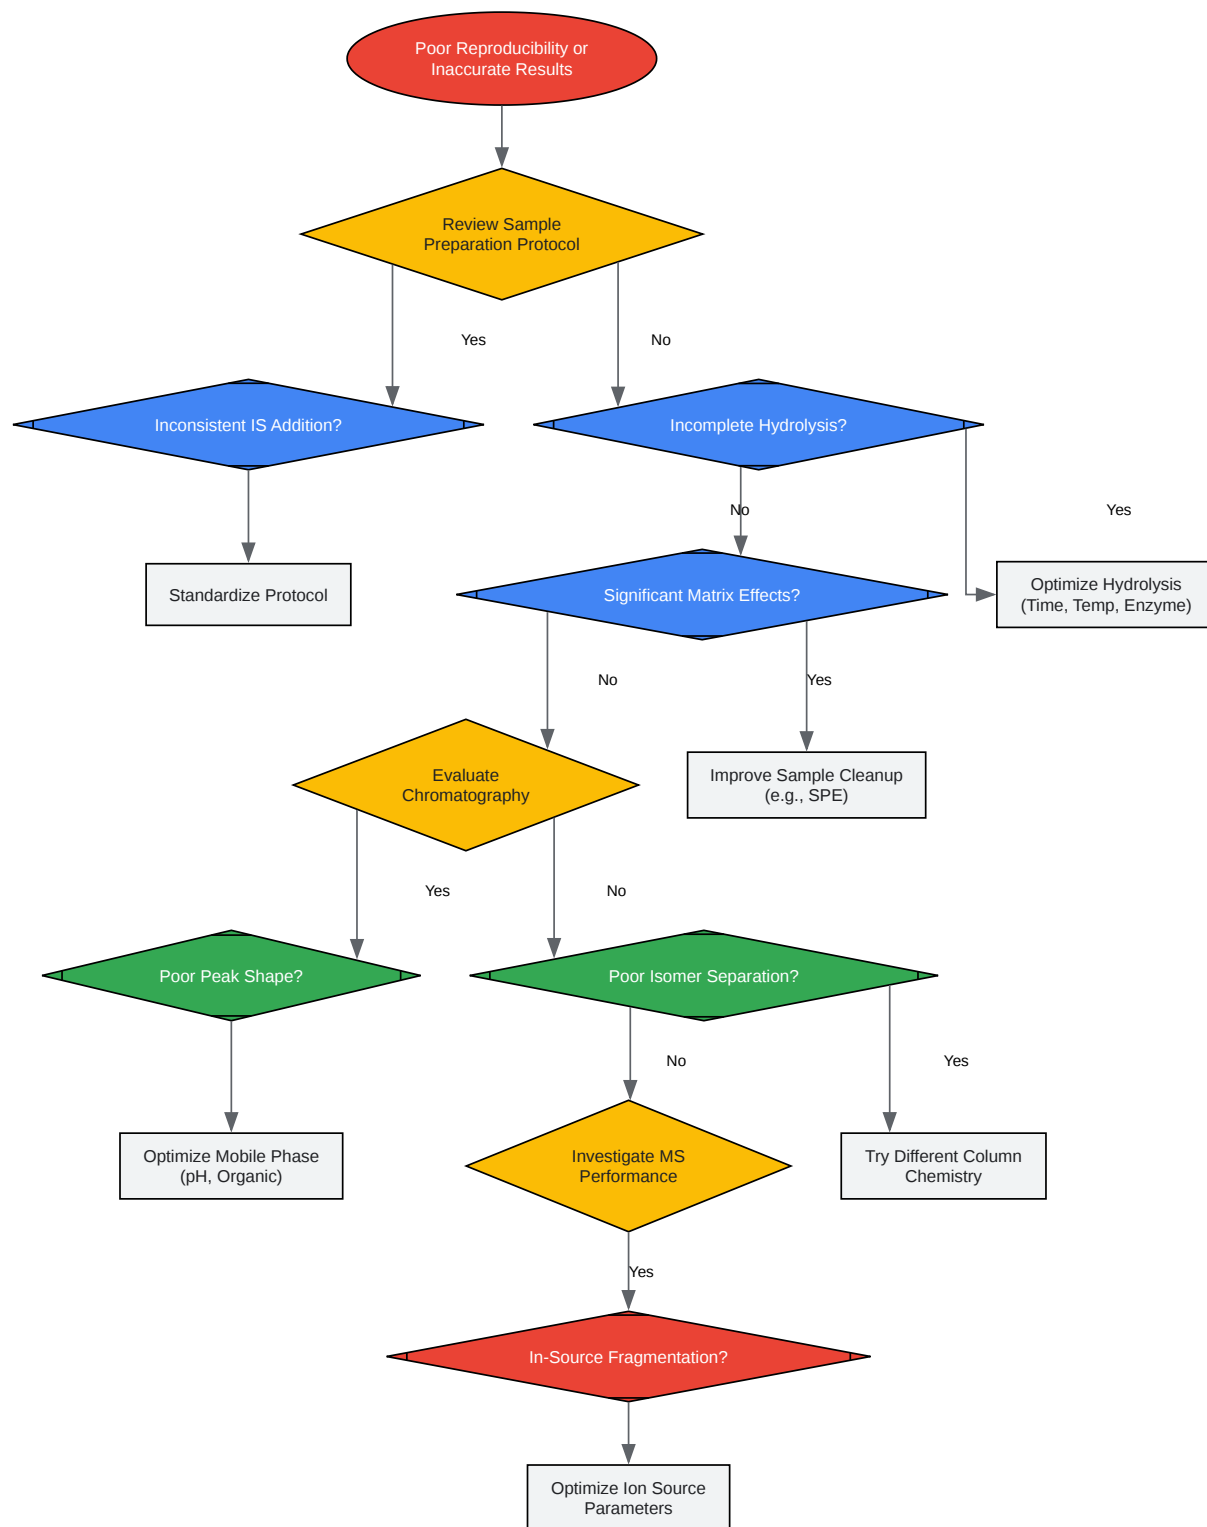 Poor Reproducibility or
Inaccurate Results
Review Sample
Preparation Protocol
Yes
No
Inconsistent IS Addition?
Incomplete Hydrolysis?
No
Yes
Standardize Protocol
Significant Matrix Effects?
Optimize Hydrolysis
(Time, Temp, Enzyme)
No
Yes
Evaluate
Chromatography
Improve Sample Cleanup
(e.g., SPE)
Yes
No
Poor Peak Shape?
Poor Isomer Separation?
No
Yes
Optimize Mobile Phase
(pH, Organic)
Investigate MS
Performance
Try Different Column
Chemistry
Yes
In-Source Fragmentation?
Optimize Ion Source
Parameters